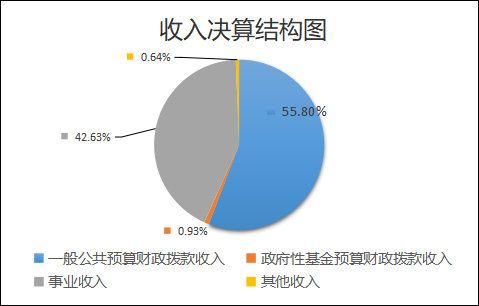 收入决算结构图
0.64%
55.80%
42.63%
0.93%
一般公共预算财政拨款收入 政府性基金预算财政拨款收入
事业收入 其他收入